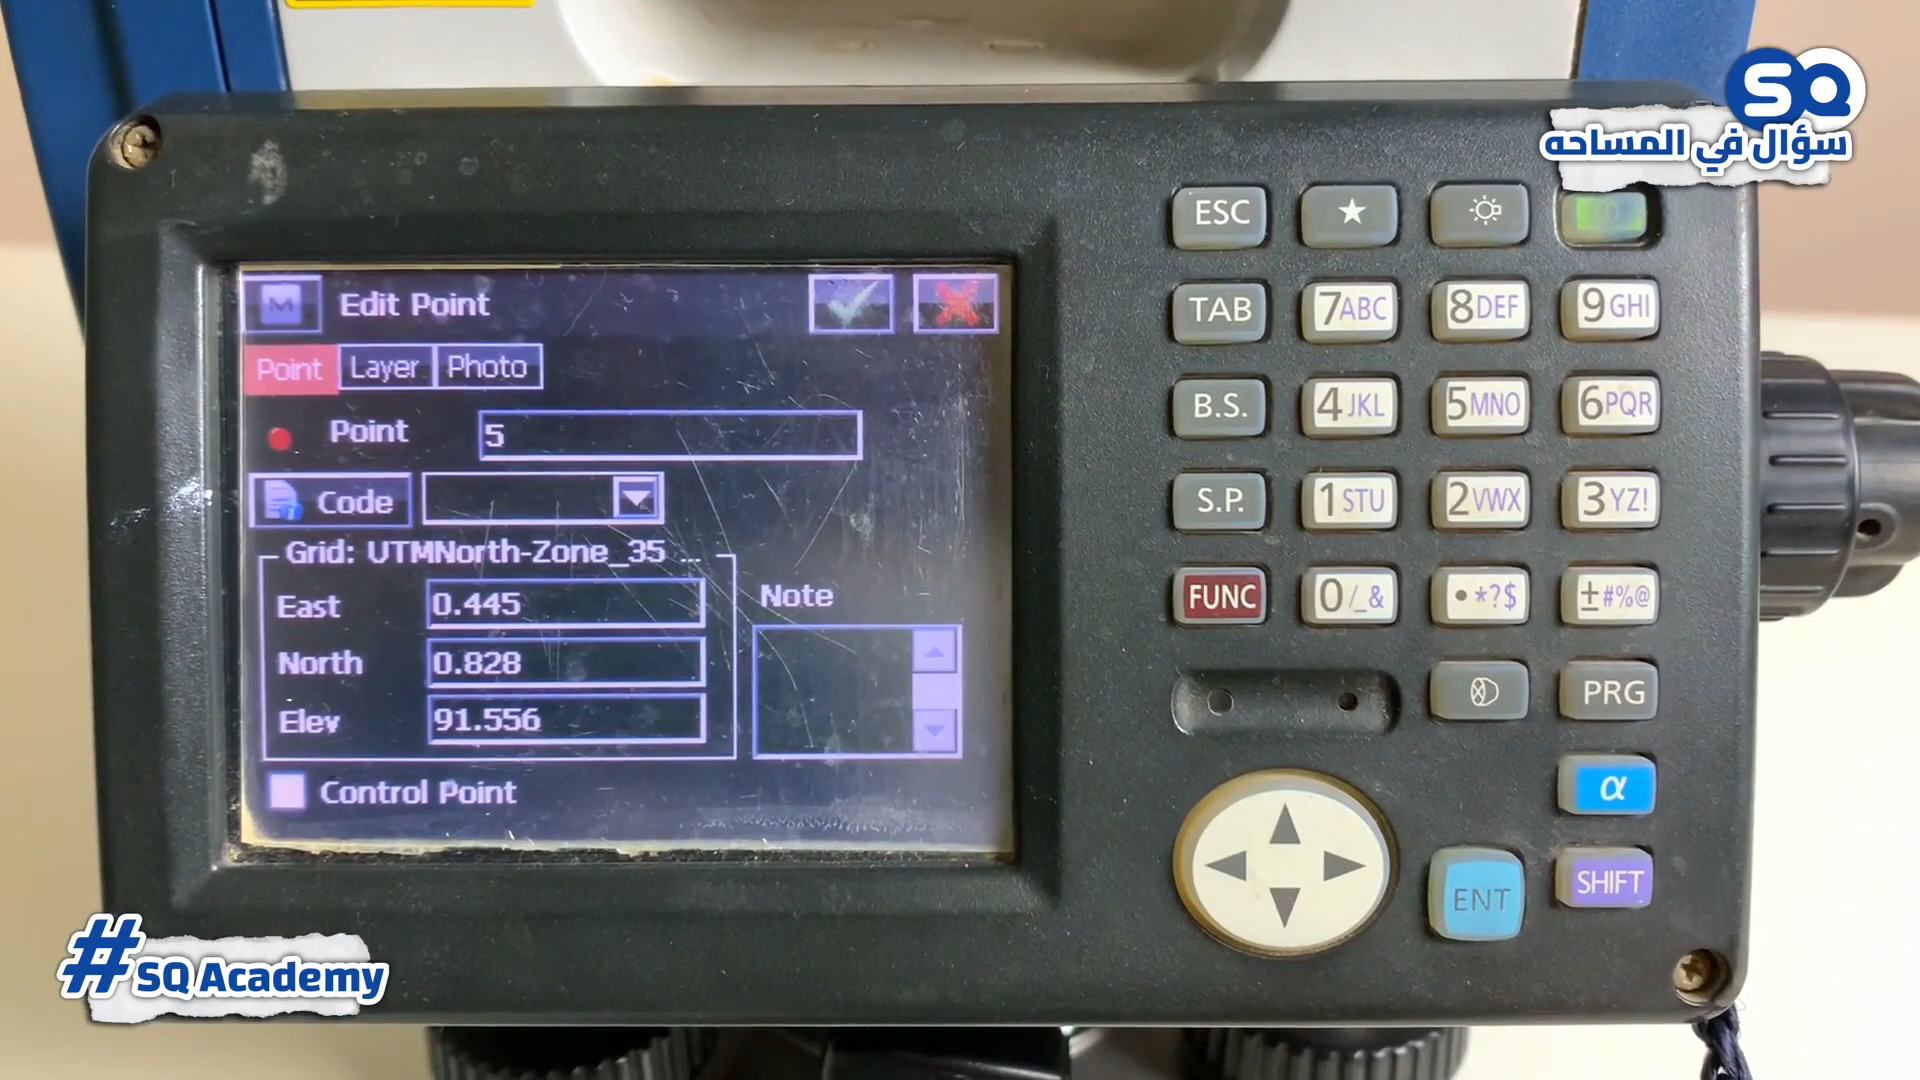 SQ
سؤال في المساحه
M Edit Point
Point Layer Photo
Point 5
Code
Grid: UTMNorth-Zone_35 ...
East 0.445
North 0.828
Elev 91.556
Note
Control Point
ESC ★
TAB 7ABC 8DEF 9GHI
B.S. 4JKL 5MNO 6PQR
S.P. 1STU 2VWX 3YZ!
FUNC 0/_& •*?$ ±#%@
PRG
α
ENT SHIFT
#SQ Academy